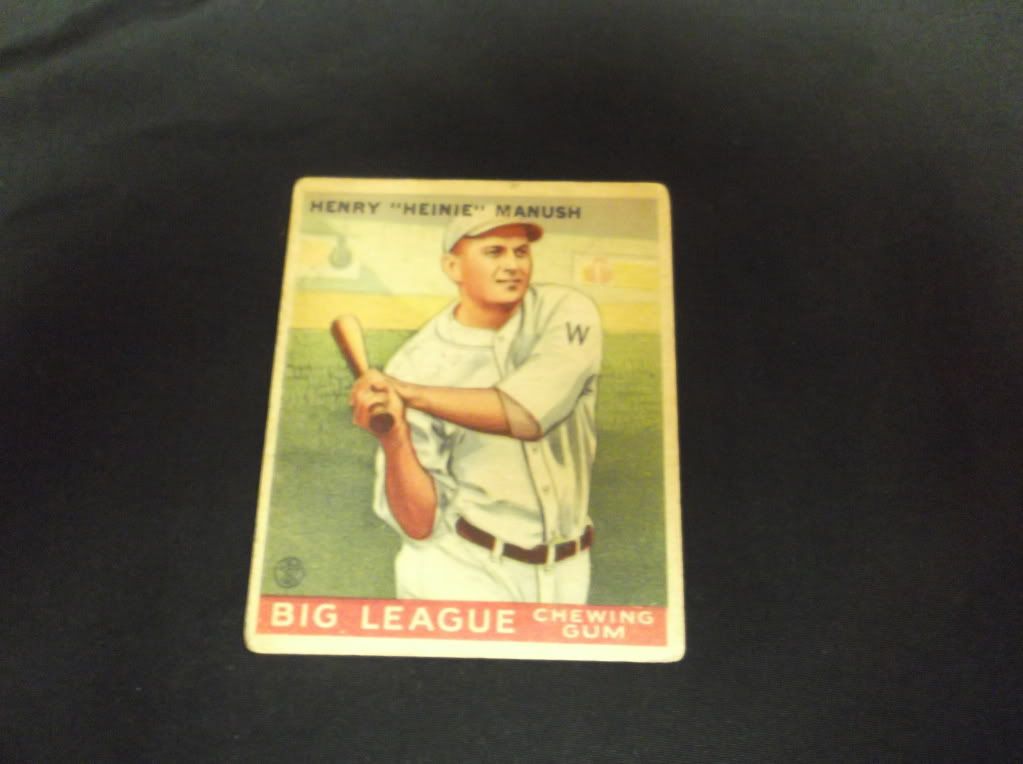 HENRY "HEINIE" MANUSH
W
BIG LEAGUE CHEWING
GUM